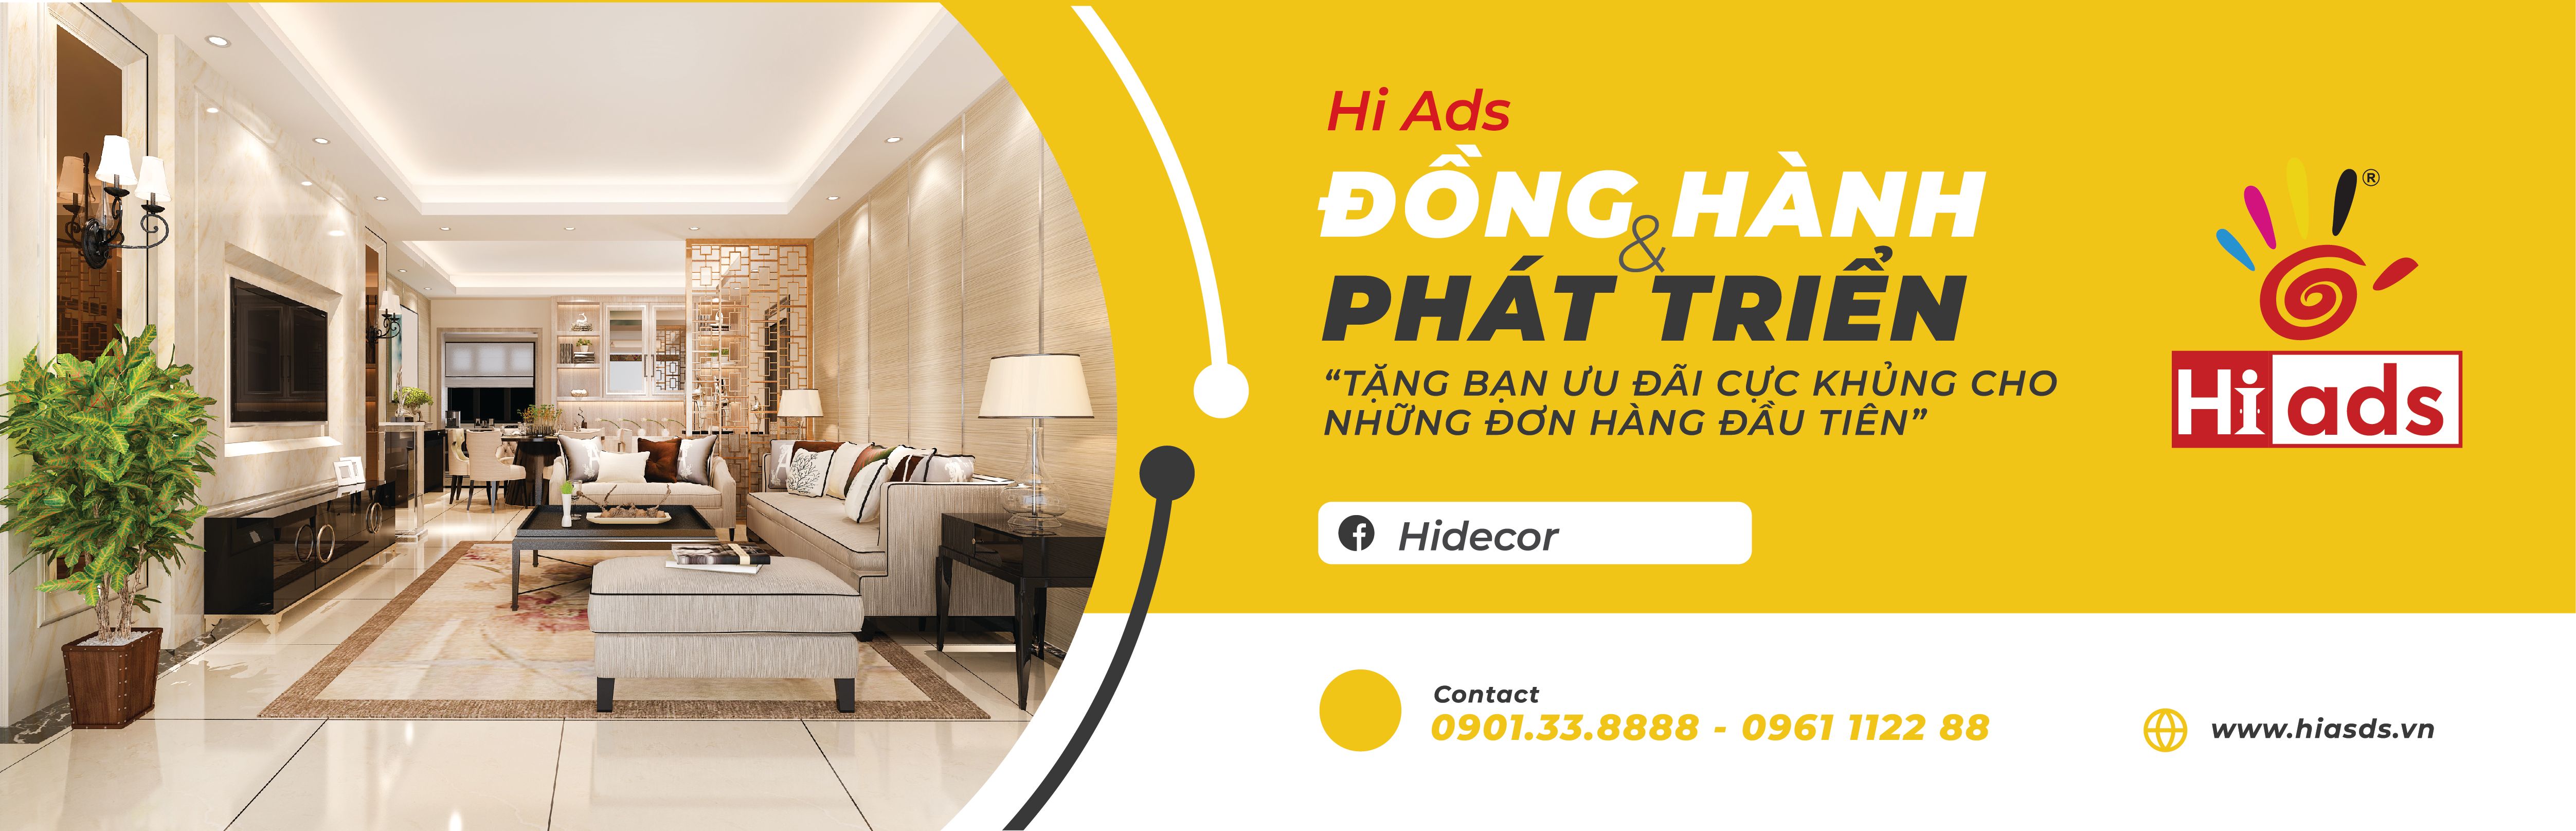 Hi Ads
ĐỒNG HÀNH
&
PHÁT TRIỂN
“TẶNG BẠN ƯU ĐÃI CỰC KHỦNG CHO
NHỮNG ĐƠN HÀNG ĐẦU TIÊN”
Hidecor
®
Hi ads
Contact
0901.33.8888 - 0961 1122 88
www.hiasds.vn